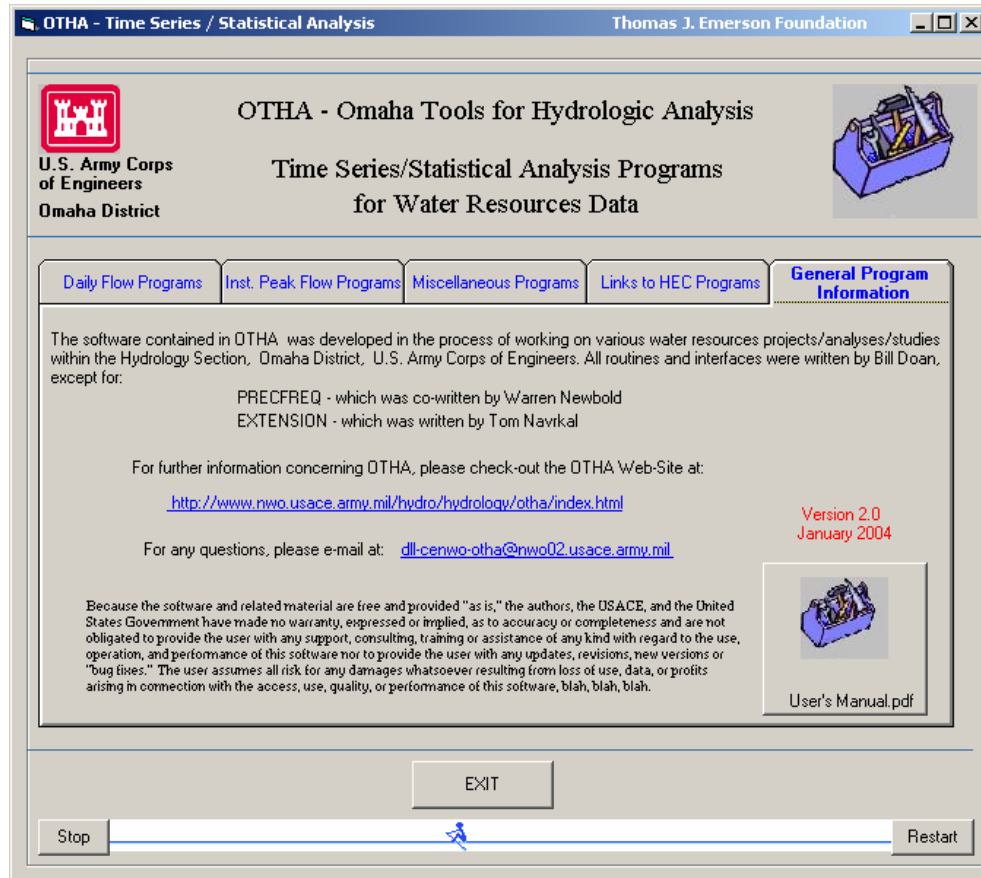 OTHA - Time Series / Statistical Analysis Thomas J. Emerson Foundation
U.S. Army Corps
of Engineers
Omaha District
OTHA - Omaha Tools for Hydrologic Analysis
Time Series/Statistical Analysis Programs
for Water Resources Data
Daily Flow Programs
Inst. Peak Flow Programs
Miscellaneous Programs
Links to HEC Programs
General Program
Information
The software contained in OTHA was developed in the process of working on various water resources projects/analyses/studies
within the Hydrology Section, Omaha District, U.S. Army Corps of Engineers. All routines and interfaces were written by Bill Doan,
except for:
PRECFREQ - which was co-written by Warren Newbold
EXTENSION - which was written by Tom Navrkal
For further information concerning OTHA, please check-out the OTHA Web-Site at:
http://www.nwo.usace.army.mil/hydro/hydrology/otha/index.html
For any questions, please e-mail at: dll-cenwo-otha@nwo02.usace.army.mil
Version 2.0
January 2004
Because the software and related material are free and provided "as is," the authors, the USACE, and the United
States Government have made no warranty, expressed or implied, as to accuracy or completeness and are not
obligated to provide the user with any support, consulting, training or assistance of any kind with regard to the use,
operation, and performance of this software nor to provide the user with any updates, revisions, new versions or
"bug fixes." The user assumes all risk for any damages whatsoever resulting from loss of use, data, or profits
arising in connection with the access, use, quality, or performance of this software, blah, blah, blah.
User's Manual.pdf
EXIT
Stop
Restart